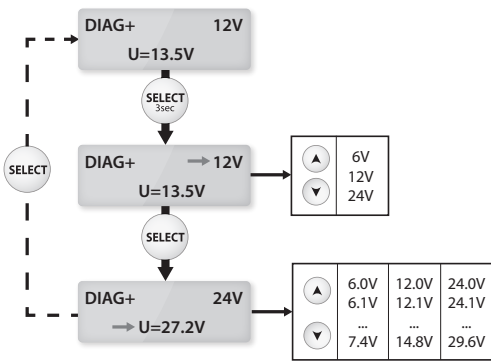 DIAG+ 12V
U=13.5V
SELECT
3sec
SELECT
DIAG+ → 12V
U=13.5V
6V
12V
24V
SELECT
DIAG+ 24V
→ U=27.2V
6.0V 12.0V 24.0V
6.1V 12.1V 24.1V
... ... ...
7.4V 14.8V 29.6V